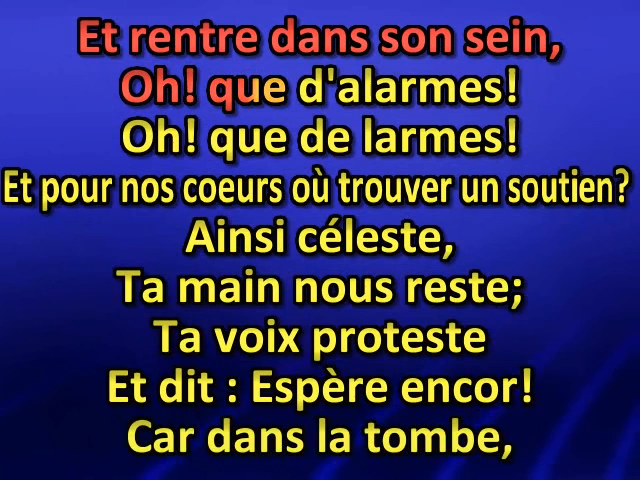 Et rentre dans son sein,
Oh! que d'alarmes!
Oh! que de larmes!
Et pour nos coeurs où trouver un soutien?
Ainsi céleste,
Ta main nous reste;
Ta voix proteste
Et dit : Espère encor!
Car dans la tombe,